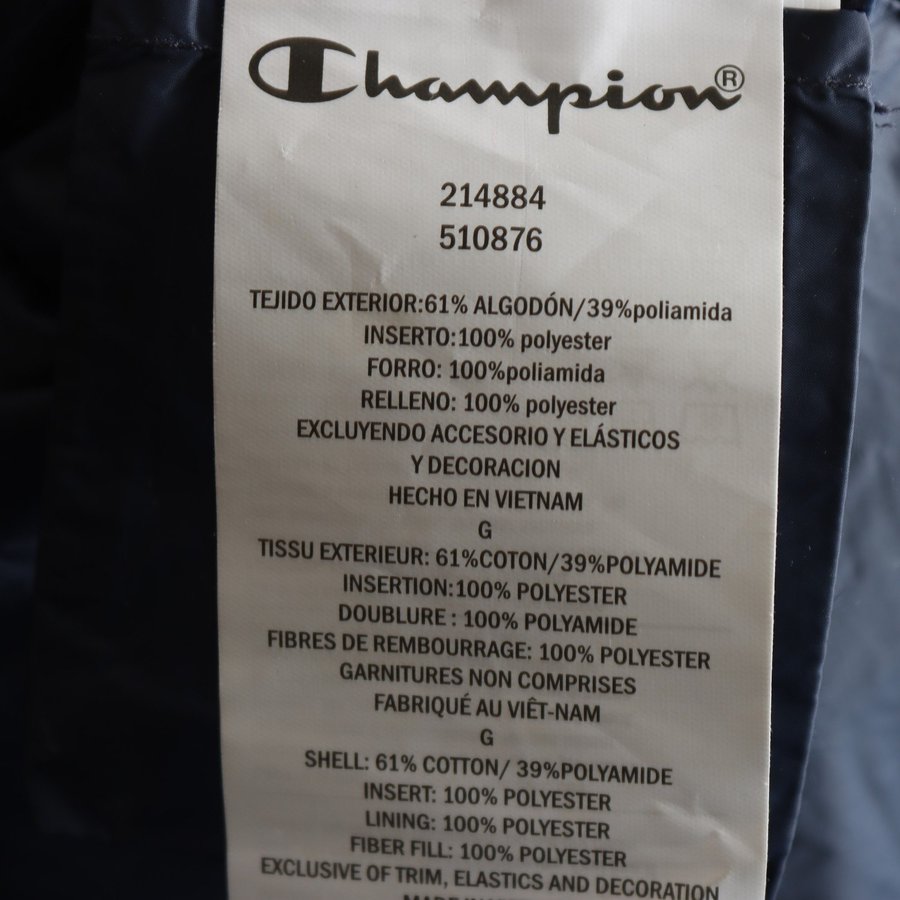 Champion®
214884
510876
TEJIDO EXTERIOR:61% ALGODÓN/39%poliamida
INSERTO:100% polyester
FORRO: 100%poliamida
RELLENO: 100% polyester
EXCLUYENDO ACCESORIO Y ELÁSTICOS
Y DECORACION
HECHO EN VIETNAM
G
TISSU EXTERIEUR: 61%COTON/39%POLYAMIDE
INSERTION:100% POLYESTER
DOUBLURE : 100% POLYAMIDE
FIBRES DE REMBOURRAGE: 100% POLYESTER
GARNITURES NON COMPRISES
FABRIQUÉ AU VIÊT-NAM
G
SHELL: 61% COTTON/ 39%POLYAMIDE
INSERT: 100% POLYESTER
LINING: 100% POLYESTER
FIBER FILL: 100% POLYESTER
EXCLUSIVE OF TRIM, ELASTICS AND DECORATION